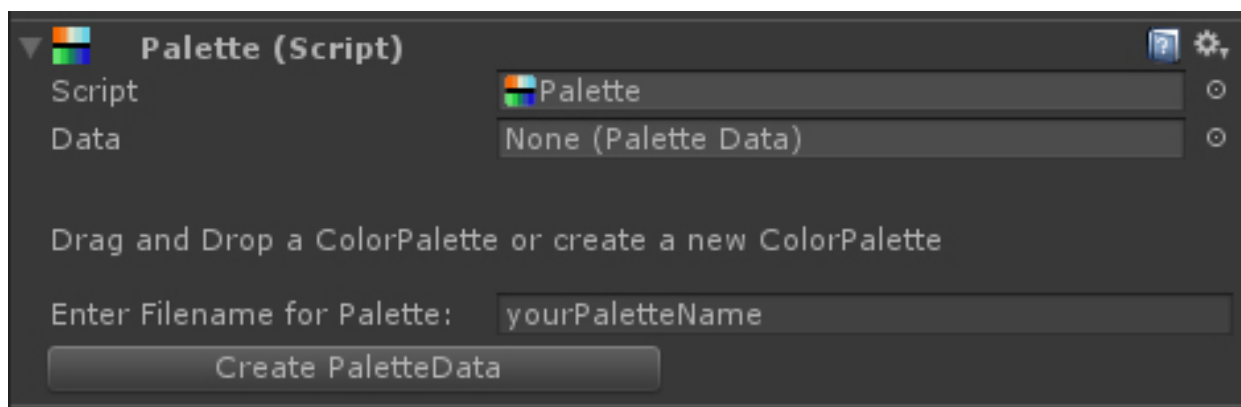 Palette (Script)
Script Palette
Data None (Palette Data)
Drag and Drop a ColorPalette or create a new ColorPalette
Enter Filename for Palette: yourPaletteName
Create PaletteData